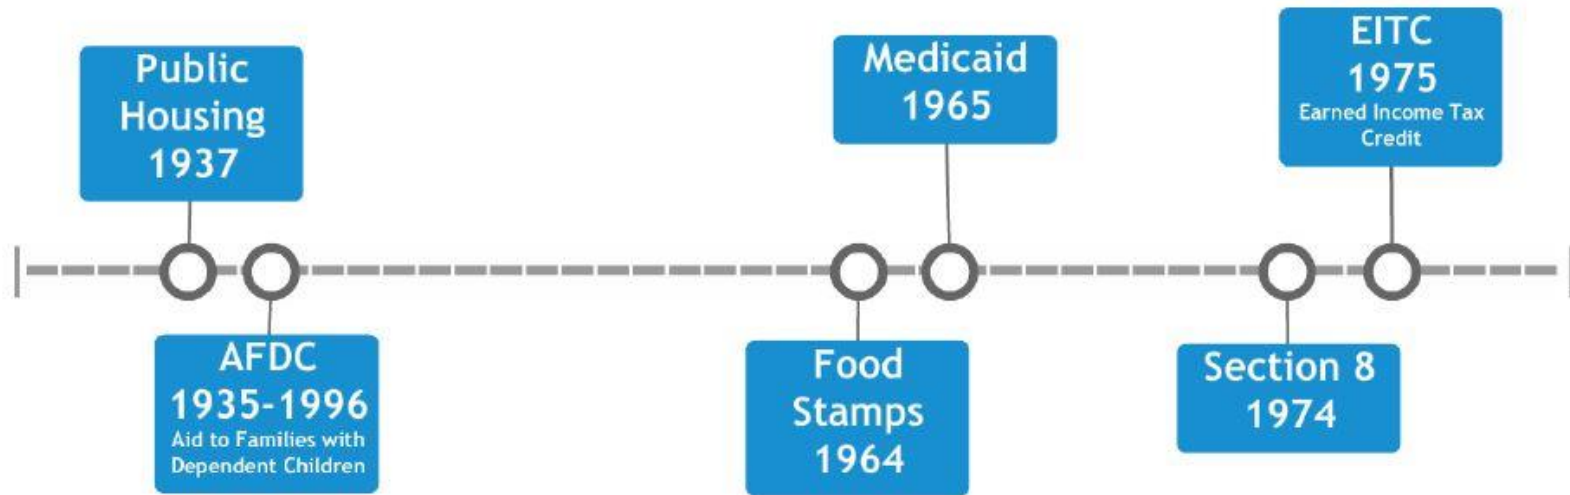 Public
Housing
1937
AFDC
1935-1996
Aid to Families with
Dependent Children
Food
Stamps
1964
Medicaid
1965
Section 8
1974
EITC
1975
Earned Income Tax
Credit